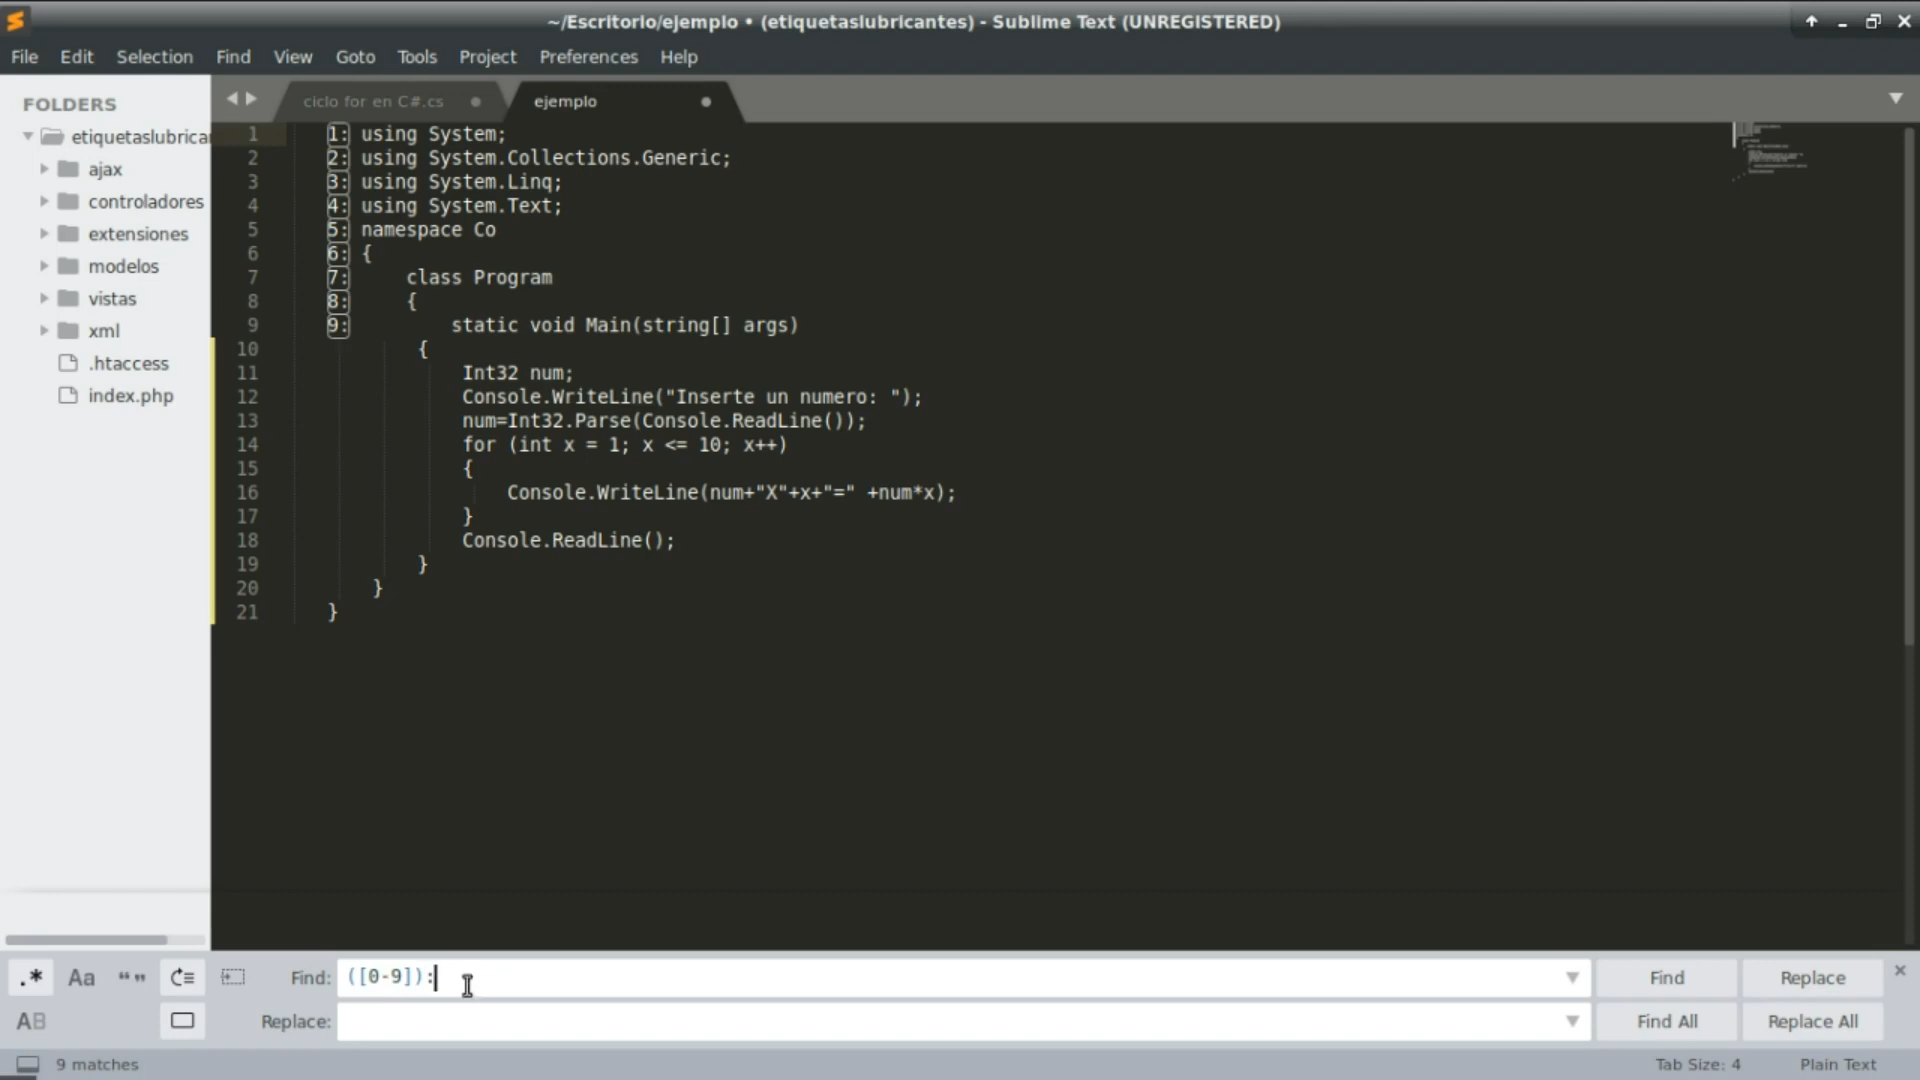 ~/Escritorio/ejemplo • (etiquetaslubricantes) - Sublime Text (UNREGISTERED)
File Edit Selection Find View Goto Tools Project Preferences Help
FOLDERS
etiquetaslubrica
ajax
controladores
extensiones
modelos
vistas
xml
.htaccess
index.php
ciclo for en C#.cs
ejemplo
1 1: using System;
2 2: using System.Collections.Generic;
3 3: using System.Linq;
4 4: using System.Text;
5 5: namespace Co
6 6: {
7 7:     class Program
8 8:     {
9 9:         static void Main(string[] args)
10         {
11             Int32 num;
12             Console.WriteLine("Inserte un numero: ");
13             num=Int32.Parse(Console.ReadLine());
14             for (int x = 1; x <= 10; x++)
15             {
16                 Console.WriteLine(num+"X"+x+"=" +num*x);
17             }
18             Console.ReadLine();
19         }
20     }
21 }
.* Aa “” Find: ([0-9]): Find Replace
AB Replace: Find All Replace All
9 matches Tab Size: 4 Plain Text